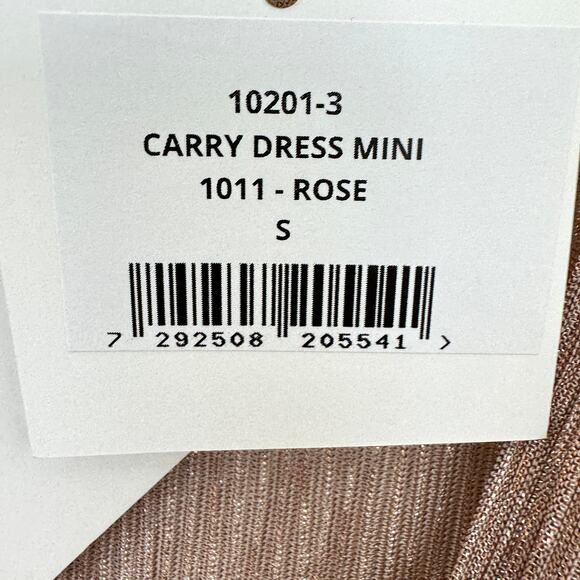 10201-3
CARRY DRESS MINI
1011 - ROSE
S
7 292508 205541 >